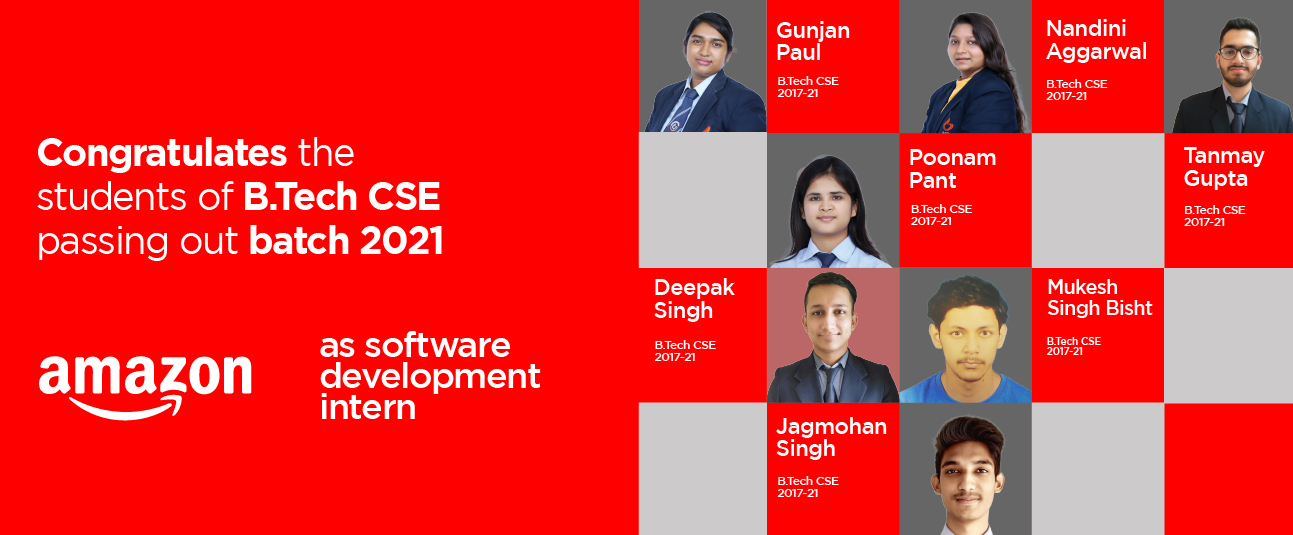 Congratulates the
students of B.Tech CSE
passing out batch 2021
amazon
as software
development
intern
Gunjan
Paul
B.Tech CSE
2017-21
Nandini
Aggarwal
B.Tech CSE
2017-21
Poonam
Pant
B.Tech CSE
2017-21
Tanmay
Gupta
B.Tech CSE
2017-21
Deepak
Singh
B.Tech CSE
2017-21
Mukesh
Singh Bisht
B.Tech CSE
2017-21
Jagmohan
Singh
B.Tech CSE
2017-21